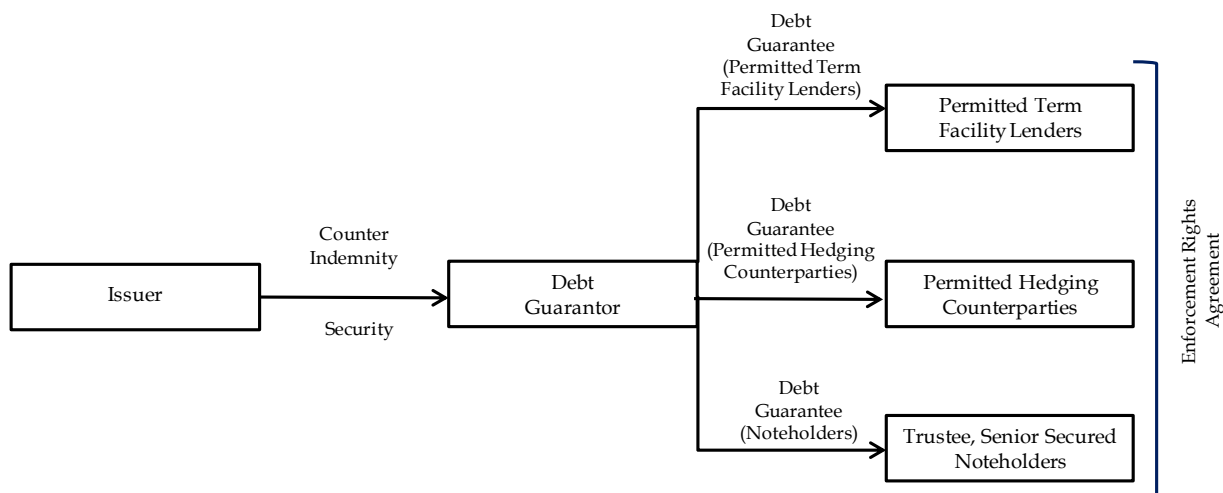 Debt
Guarantee
(Permitted Term
Facility Lenders)
Permitted Term
Facility Lenders
Debt
Guarantee
(Permitted Hedging
Counterparties)
Counter
Indemnity
Issuer
Security
Debt
Guarantor
Permitted Hedging
Counterparties
Debt
Guarantee
(Noteholders)
Trustee, Senior Secured
Noteholders
Enforcement Rights
Agreement